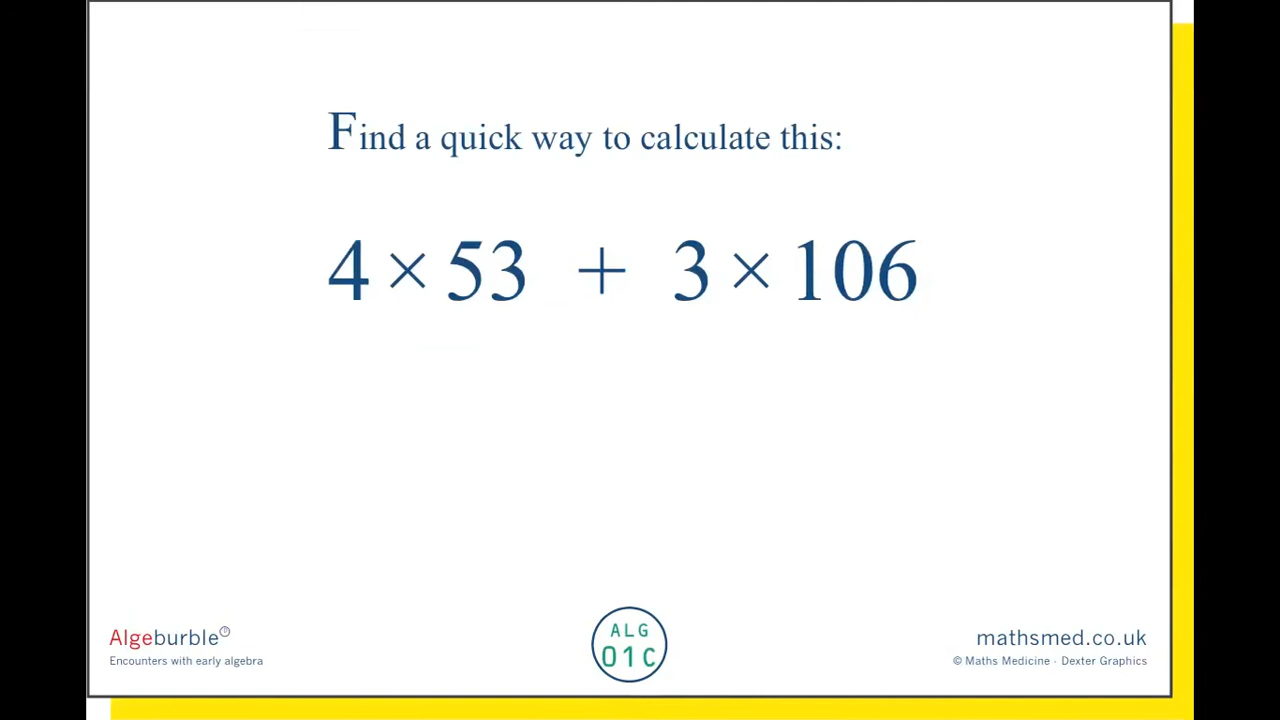 Find a quick way to calculate this:
4 × 53 + 3 × 106
ALG
01C
Algeburble
Encounters with early algebra
mathsmed.co.uk
© Maths Medicine · Dexter Graphics